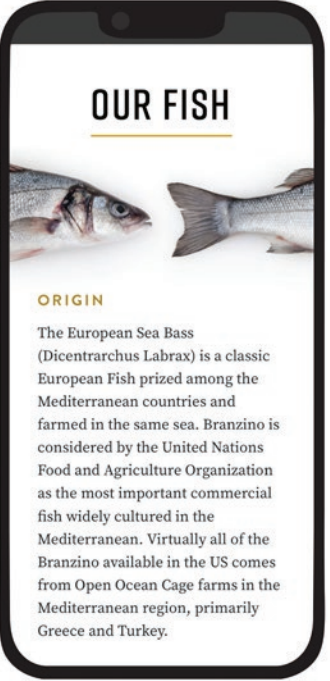 OUR FISH
ORIGIN
The European Sea Bass
(Dicentrarchus Labrax) is a classic
European Fish prized among the
Mediterranean countries and
farmed in the same sea. Branzino is
considered by the United Nations
Food and Agriculture Organization
as the most important commercial
fish widely cultured in the
Mediterranean. Virtually all of the
Branzino available in the US comes
from Open Ocean Cage farms in the
Mediterranean region, primarily
Greece and Turkey.